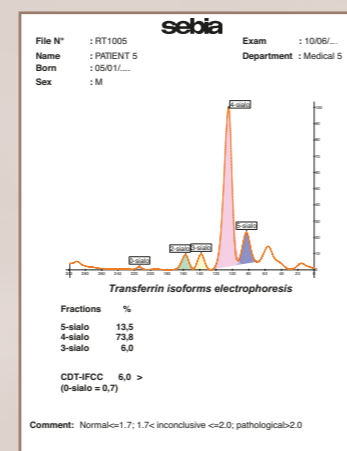 sebia
File N° : RT1005 Exam : 10/06/...
Name : PATIENT 5 Department : Medical 5
Born : 05/01/....
Sex : M
4-sialo
5-sialo
2-sialo 3-sialo
0-sialo
Transferrin isoforms electrophoresis
Fractions %
5-sialo 13,5
4-sialo 73,8
3-sialo 6,0
CDT-IFCC 6,0 >
(0-sialo = 0,7)
Comment: Normal<=1.7; 1.7< inconclusive <=2.0; pathological>2.0